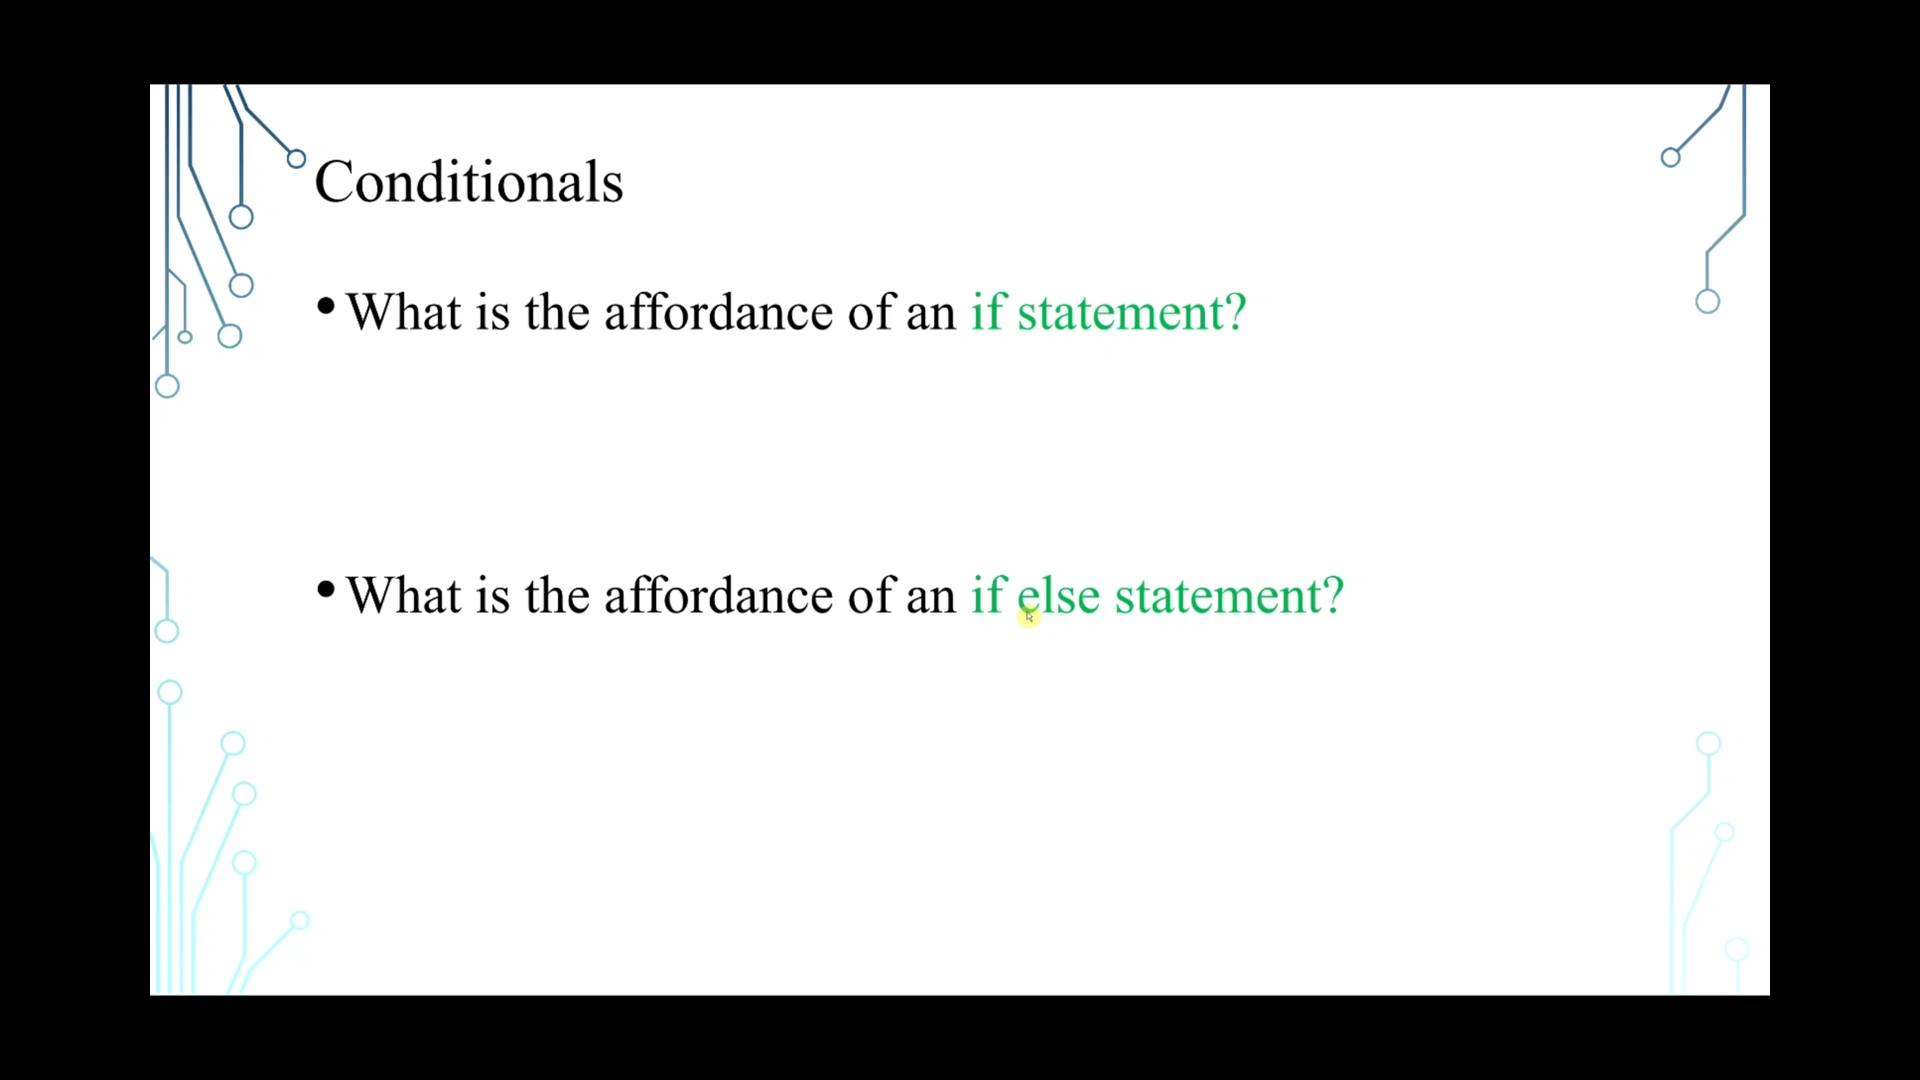 Conditionals
• What is the affordance of an if statement?
• What is the affordance of an if else statement?